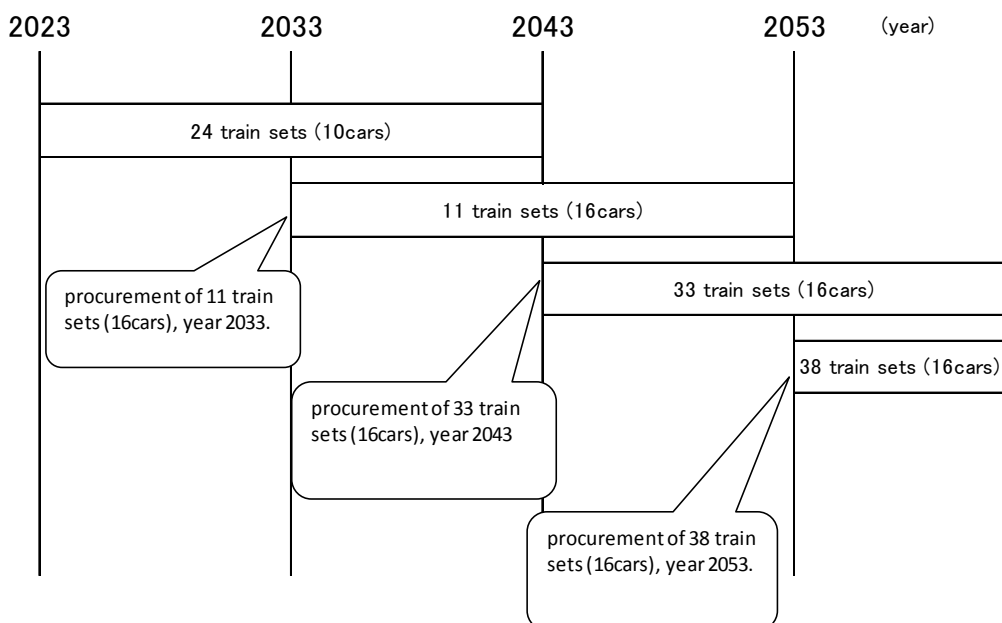 2023
2033
2043
2053
(year)
24 train sets (10cars)
11 train sets (16cars)
procurement of 11 train
sets (16cars), year 2033.
33 train sets (16cars)
38 train sets (16cars)
procurement of 33 train
sets (16cars), year 2043
procurement of 38 train
sets (16cars), year 2053.